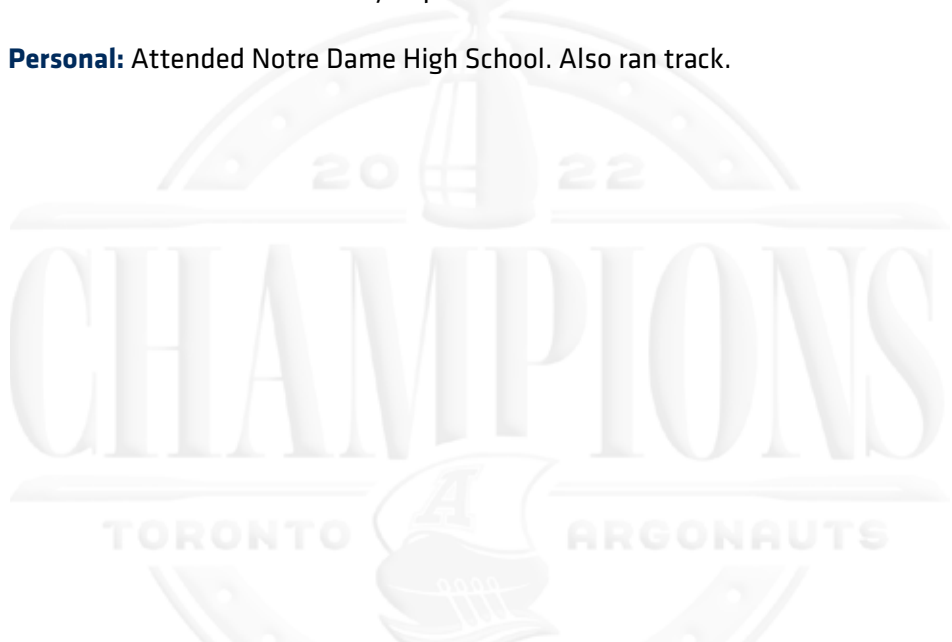 Personal: Attended Notre Dame High School. Also ran track.
20 22
CHAMPIONS
TORONTO ARGONAUTS
A